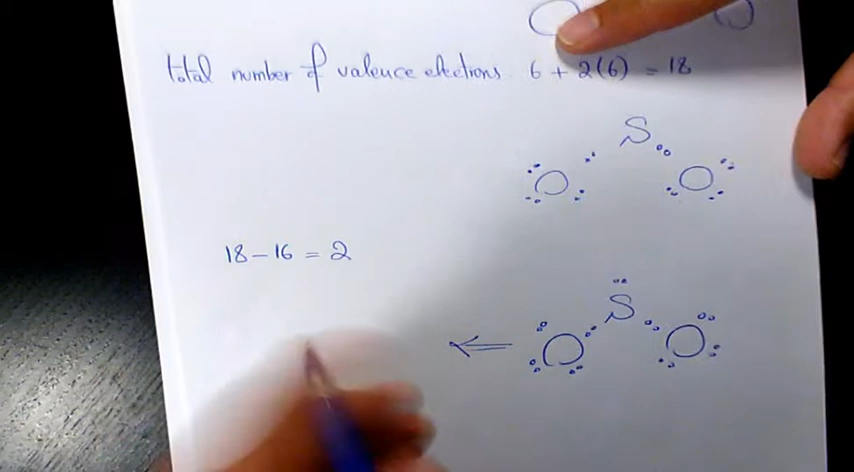 total number of valence electrons 6 + 2(6) = 18
S
O O
18 - 16 = 2
S
O O